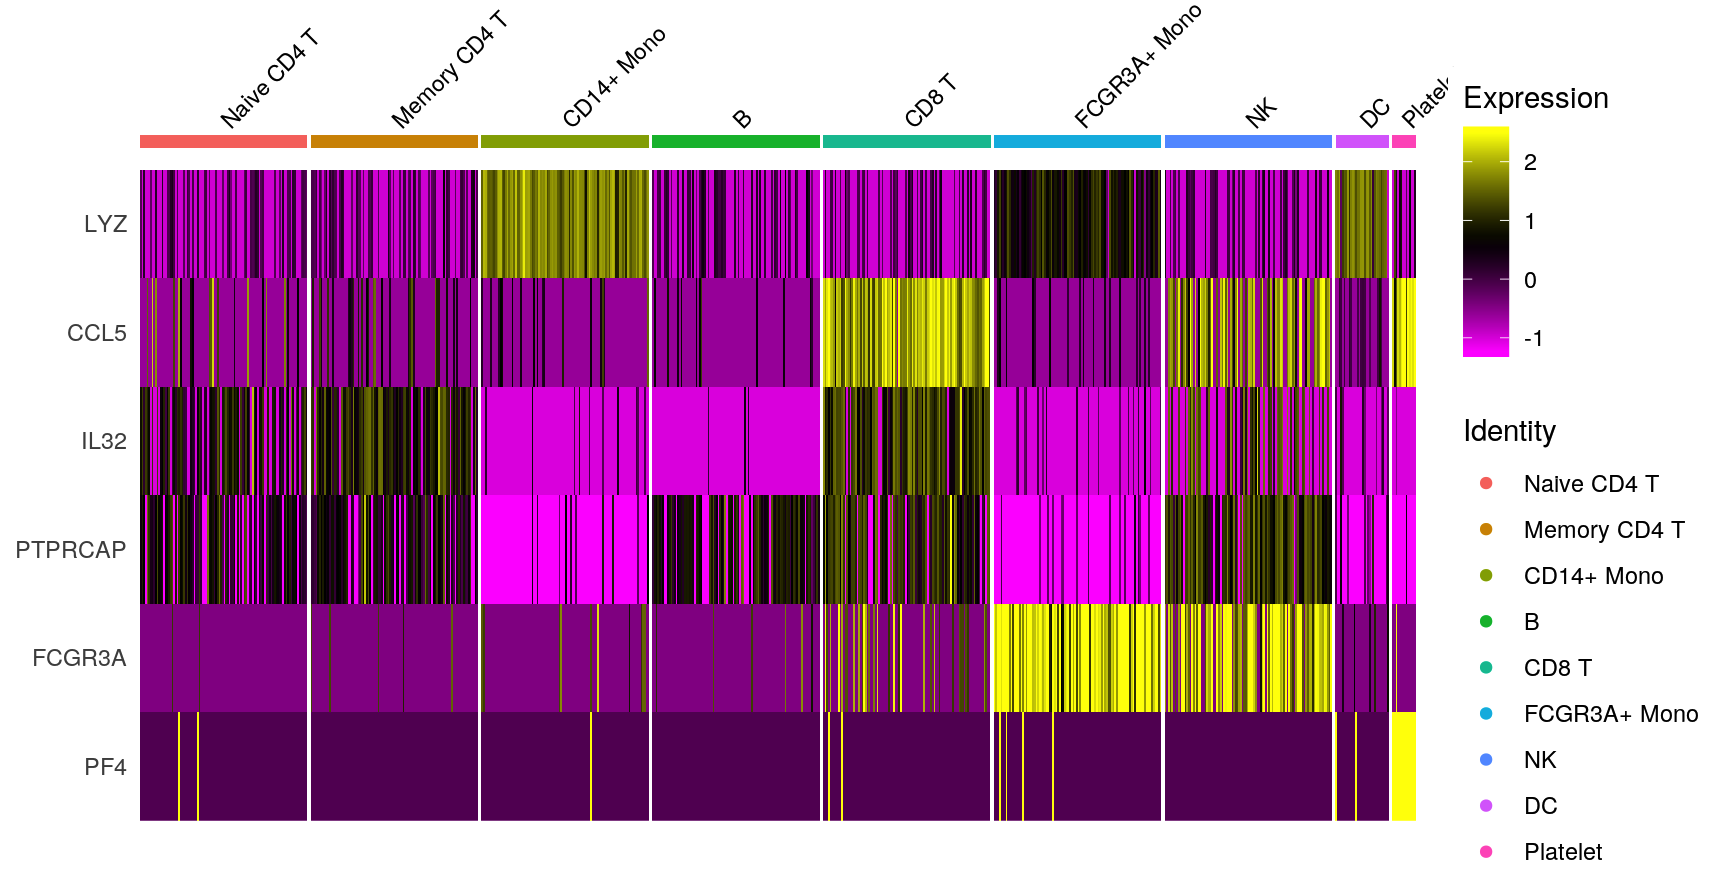 Naive CD4 T
Memory CD4 T
CD14+ Mono
B
CD8 T
FCGR3A+ Mono
NK
DC
Platel
LYZ
CCL5
IL32
PTPRCAP
FCGR3A
PF4
Expression
2
1
0
-1
Identity
Naive CD4 T
Memory CD4 T
CD14+ Mono
B
CD8 T
FCGR3A+ Mono
NK
DC
Platelet